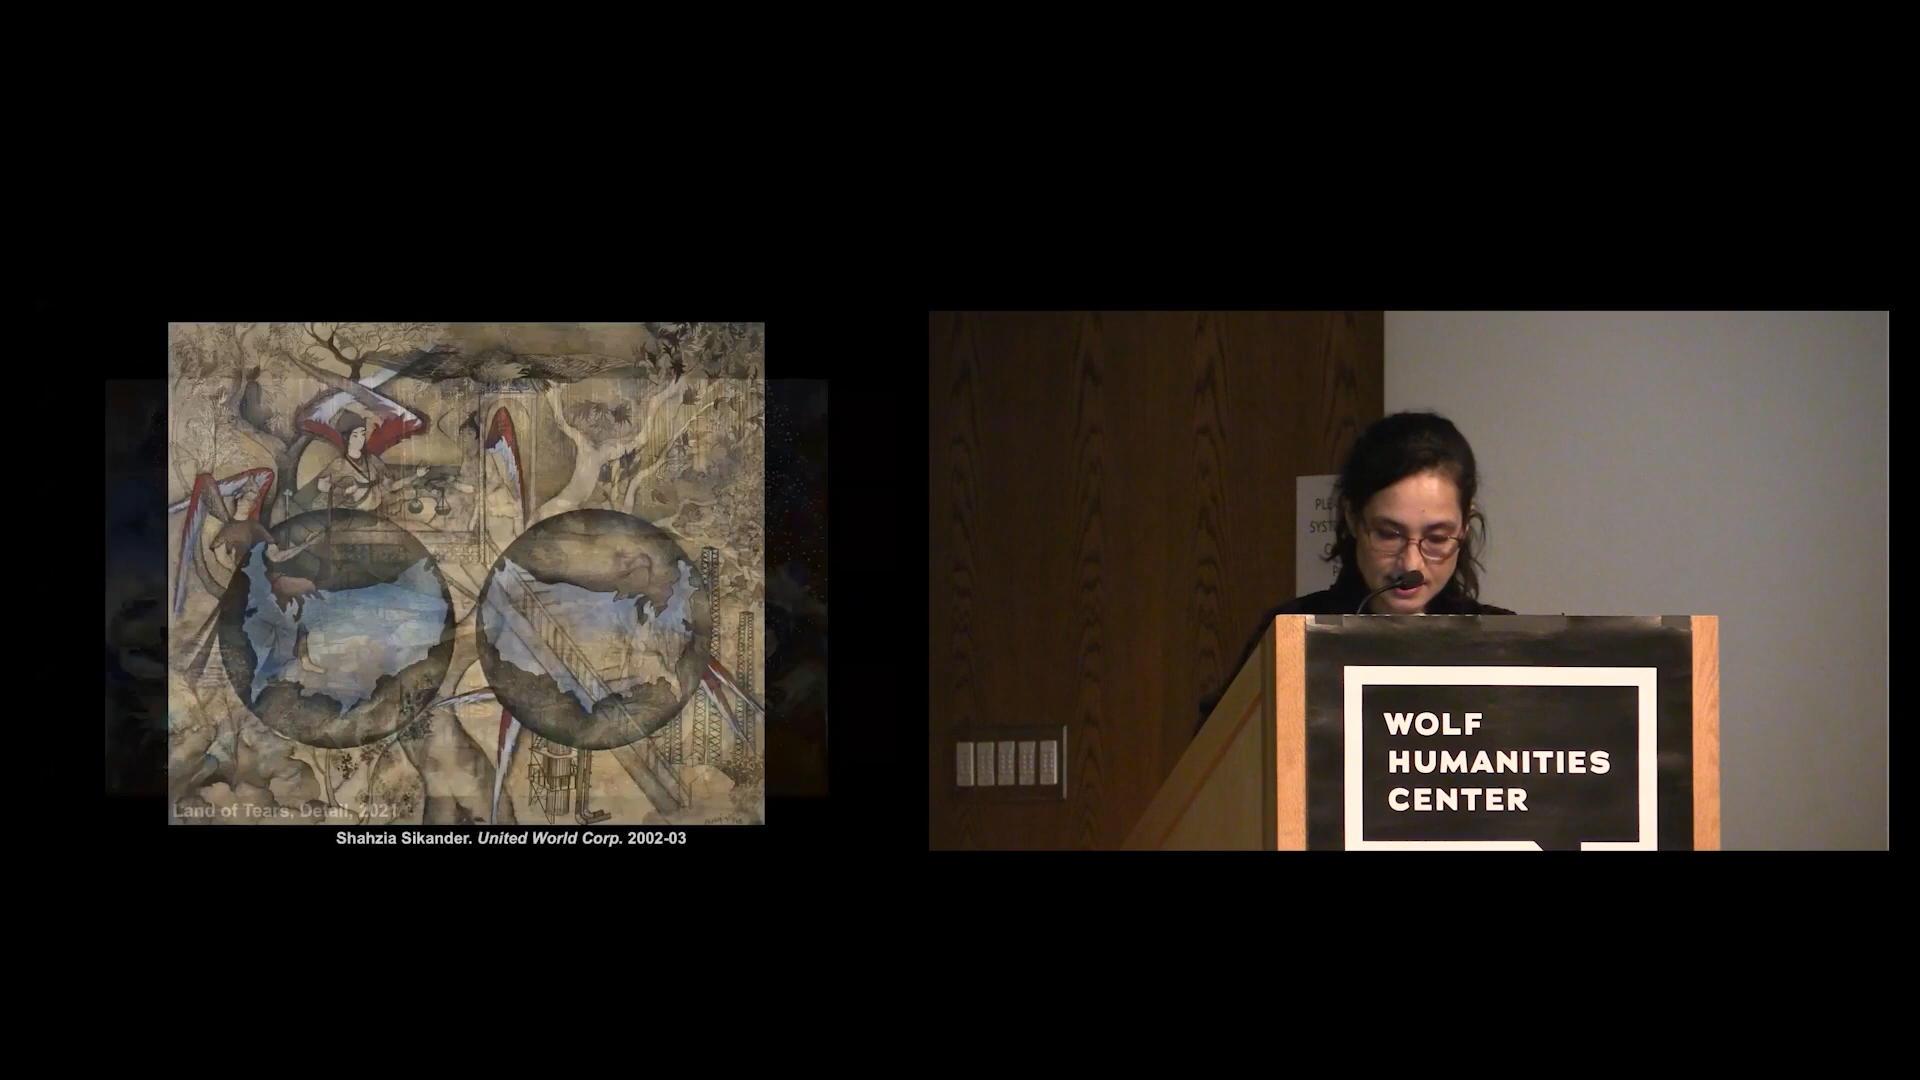 Land of Tears, Detail, 2021
Shahzia Sikander. United World Corp. 2002-03
WOLF
HUMANITIES
CENTER